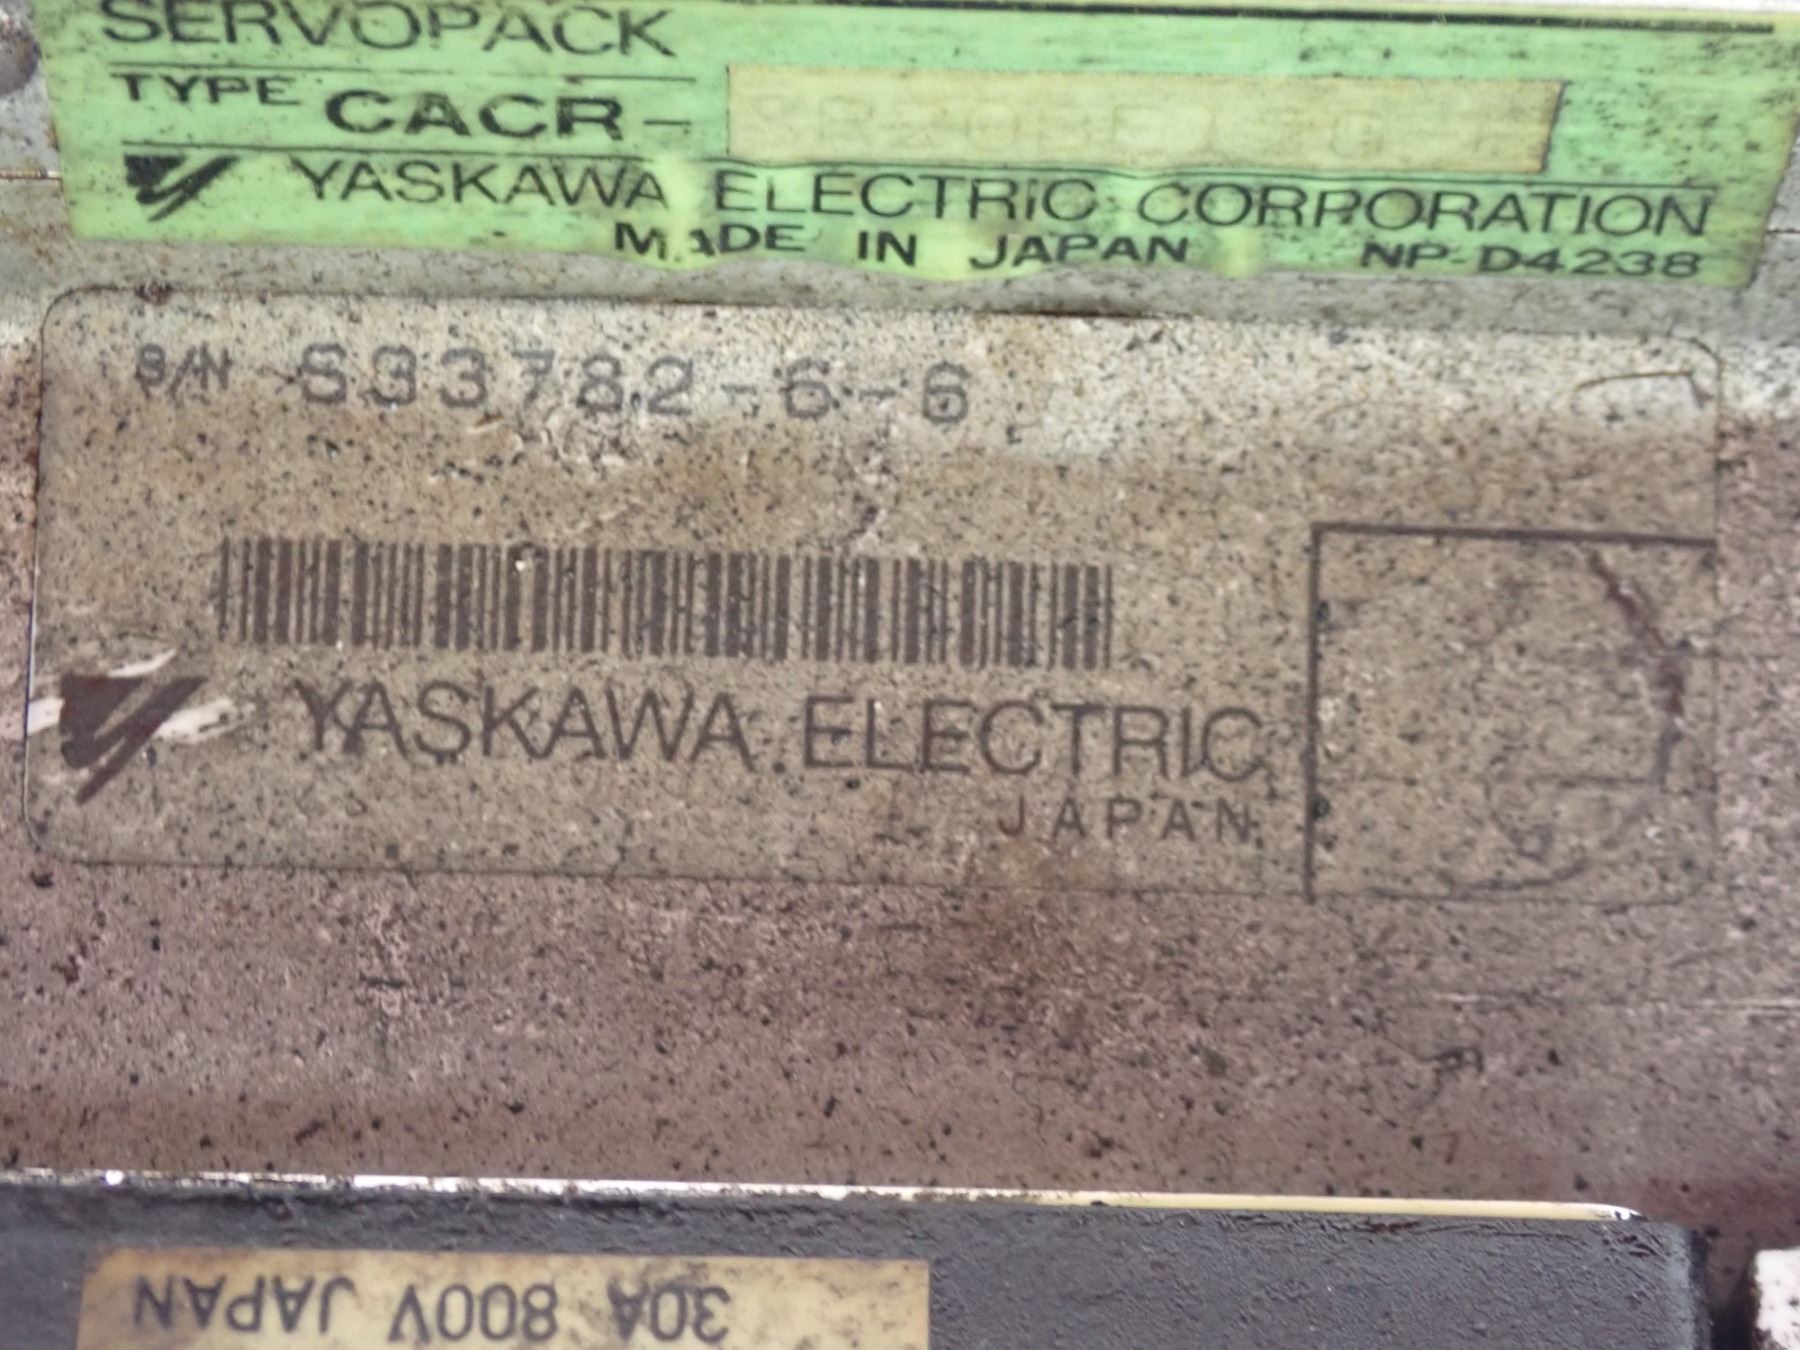 SERVOPACK
TYPE CACR-
YASKAWA ELECTRIC CORPORATION
MADE IN JAPAN NP-D4238
S/N S33782-6-6
YASKAWA ELECTRIC
JAPAN
30A 800V JAPAN